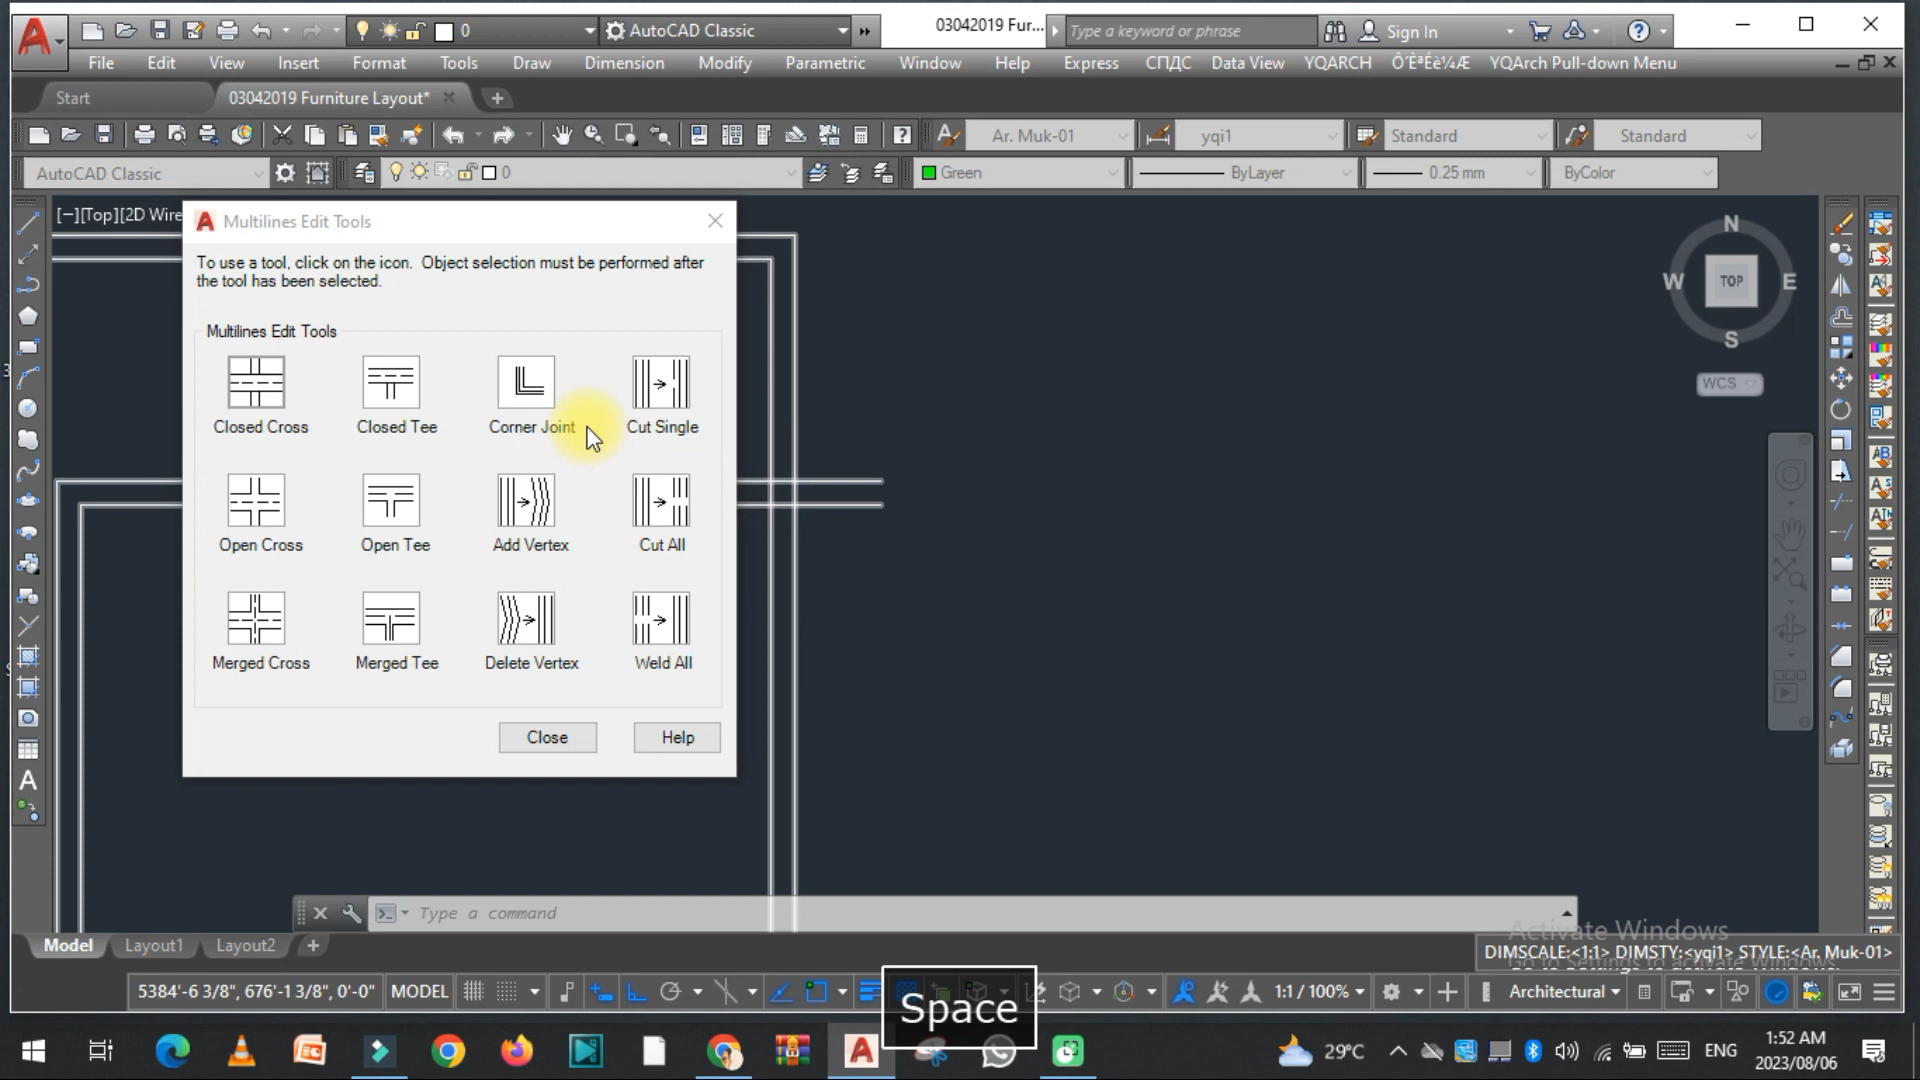 0
AutoCAD Classic
03042019 Fur...
Type a keyword or phrase
Sign In
File Edit View Insert Format Tools Draw Dimension Modify Parametric Window Help Express СПДС Data View YQARCH Ô´È*Éè¼Æ YQArch Pull-down Menu
Start
03042019 Furniture Layout*
Ar. Muk-01
yqi1
Standard
Standard
AutoCAD Classic
0
Green
ByLayer
0.25 mm
ByColor
[−][Top][2D Wire
Multilines Edit Tools
To use a tool, click on the icon. Object selection must be performed after
the tool has been selected.
Multilines Edit Tools
Closed Cross Closed Tee Corner Joint Cut Single
Open Cross Open Tee Add Vertex Cut All
Merged Cross Merged Tee Delete Vertex Weld All
Close Help
N
W TOP E
S
WCS
Type a command
Activate Windows
Model Layout1 Layout2
DIMSCALE:<1:1> DIMSTY:<yqi1> STYLE:<Ar. Muk-01>
5384'-6 3/8", 676'-1 3/8", 0'-0" MODEL
1:1 / 100%
Architectural
Space
29°C
ENG
1:52 AM
2023/08/06